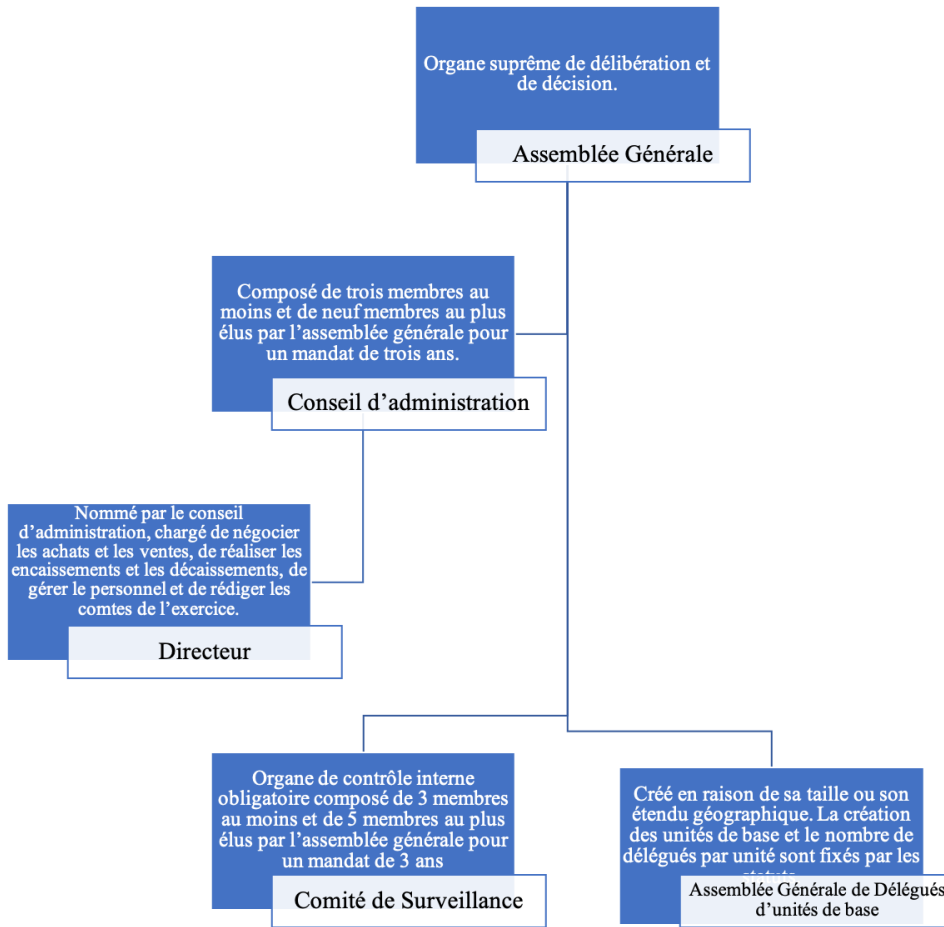 Organe suprême de délibération et
de décision.
Assemblée Générale
Composé de trois membres au
moins et de neuf membres au plus
élus par l’assemblée générale pour
un mandat de trois ans.
Conseil d’administration
Nommé par le conseil
d’administration, chargé de négocier
les achats et les ventes, de réaliser les
encaissements et les décaissements, de
gérer le personnel et de rédiger les
comtes de l’exercice.
Directeur
Organe de contrôle interne
obligatoire composé de 3 membres
au moins et de 5 membres au plus
élus par l’assemblée générale pour
un mandat de 3 ans
Comité de Surveillance
Créé en raison de sa taille ou son
étendu géographique. La création
des unités de base et le nombre de
délégués par unité sont fixés par les
Assemblée Générale de Délégués
d’unités de base